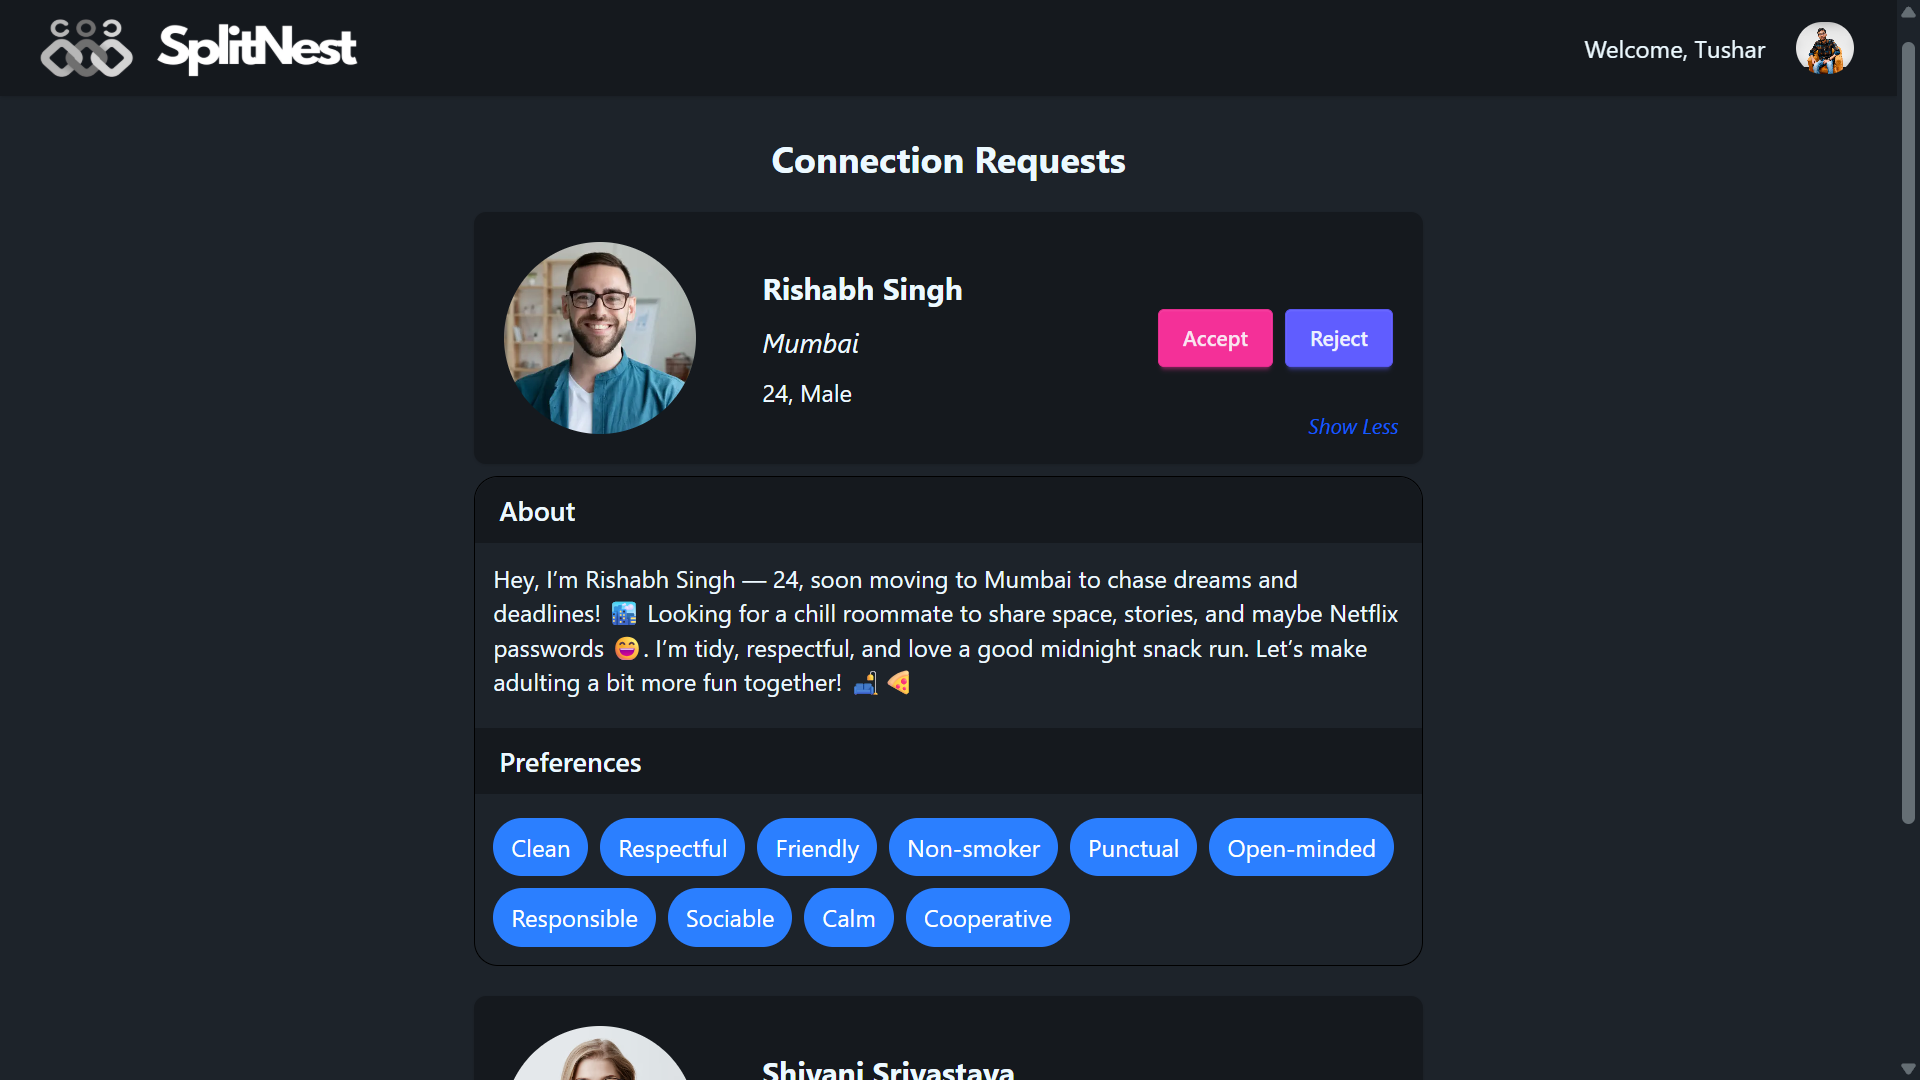 SplitNest
Welcome, Tushar
Connection Requests
Rishabh Singh
Mumbai
24, Male
Accept
Reject
Show Less
About
Hey, I’m Rishabh Singh — 24, soon moving to Mumbai to chase dreams and
deadlines! 🌃 Looking for a chill roommate to share space, stories, and maybe Netflix
passwords 😄. I’m tidy, respectful, and love a good midnight snack run. Let’s make
adulting a bit more fun together! 🛋️ 🍕
Preferences
Clean Respectful Friendly Non-smoker Punctual Open-minded
Responsible Sociable Calm Cooperative
Shivani Srivastava